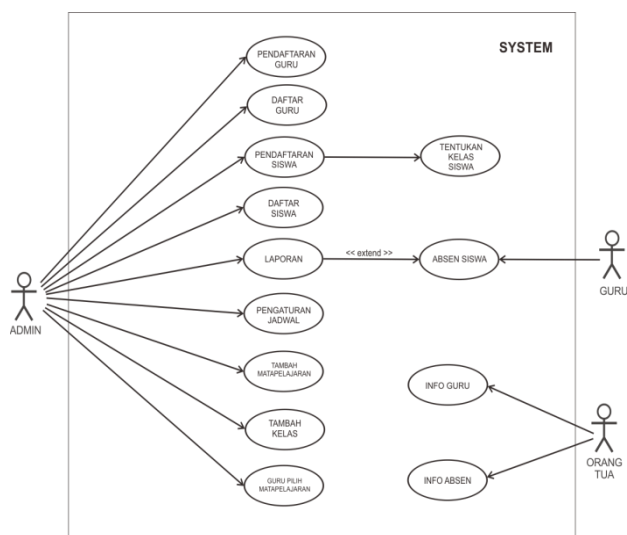 SYSTEM
PENDAFTARAN
GURU
DAFTAR
GURU
PENDAFTARAN
SISWA
TENTUKAN
KELAS
SISWA
DAFTAR
SISWA
LAPORAN
<< extend >>
ABSEN SISWA
GURU
ADMIN
PENGATURAN
JADWAL
TAMBAH
MATAPELAJARAN
INFO GURU
TAMBAH
KELAS
ORANG
TUA
GURU PILIH
MATAPELAJARAN
INFO ABSEN